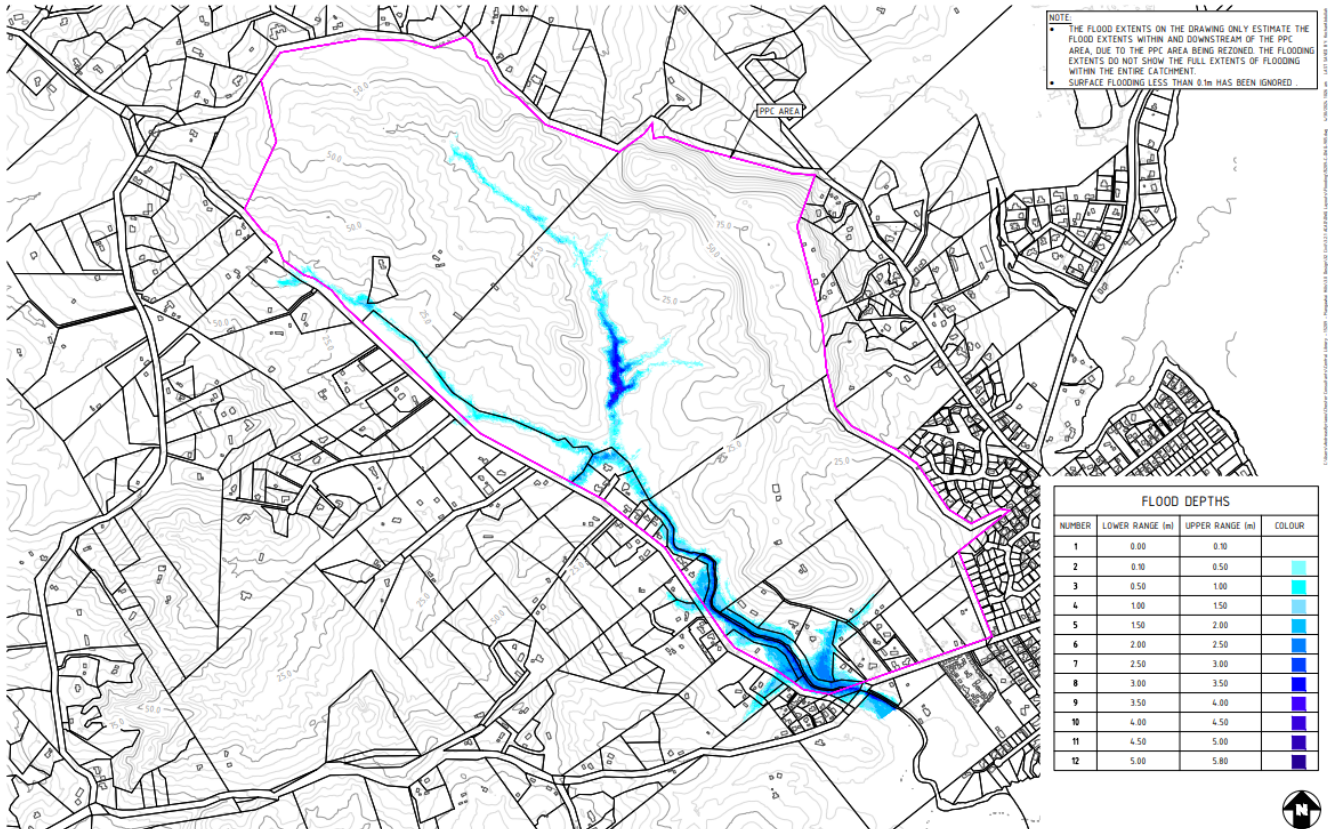 NOTE:
• THE FLOOD EXTENTS ON THE DRAWING ONLY ESTIMATE THE
FLOOD EXTENTS WITHIN AND DOWNSTREAM OF THE PPC
AREA, DUE TO THE PPC AREA BEING REZONED. THE FLOODING
EXTENTS DO NOT SHOW THE FULL EXTENTS OF FLOODING
WITHIN THE ENTIRE CATCHMENT.
• SURFACE FLOODING LESS THAN 0.1m HAS BEEN IGNORED .
PPC AREA
50.0
50.0
50.0
75.0
50.0
25.0
25.0
50.0
25.0
25.0
25.0
25.0
25.0
50.0
25.0
50.0
FLOOD DEPTHS
NUMBER LOWER RANGE (m) UPPER RANGE (m) COLOUR
1 0.00 0.10
2 0.10 0.50
3 0.50 1.00
4 1.00 1.50
5 1.50 2.00
6 2.00 2.50
7 2.50 3.00
8 3.00 3.50
9 3.50 4.00
10 4.00 4.50
11 4.50 5.00
12 5.00 5.80
N